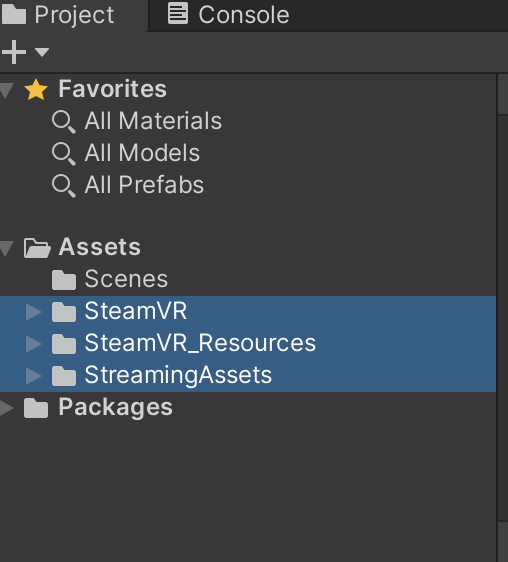 Project
Console
Favorites
All Materials
All Models
All Prefabs
Assets
Scenes
SteamVR
SteamVR_Resources
StreamingAssets
Packages